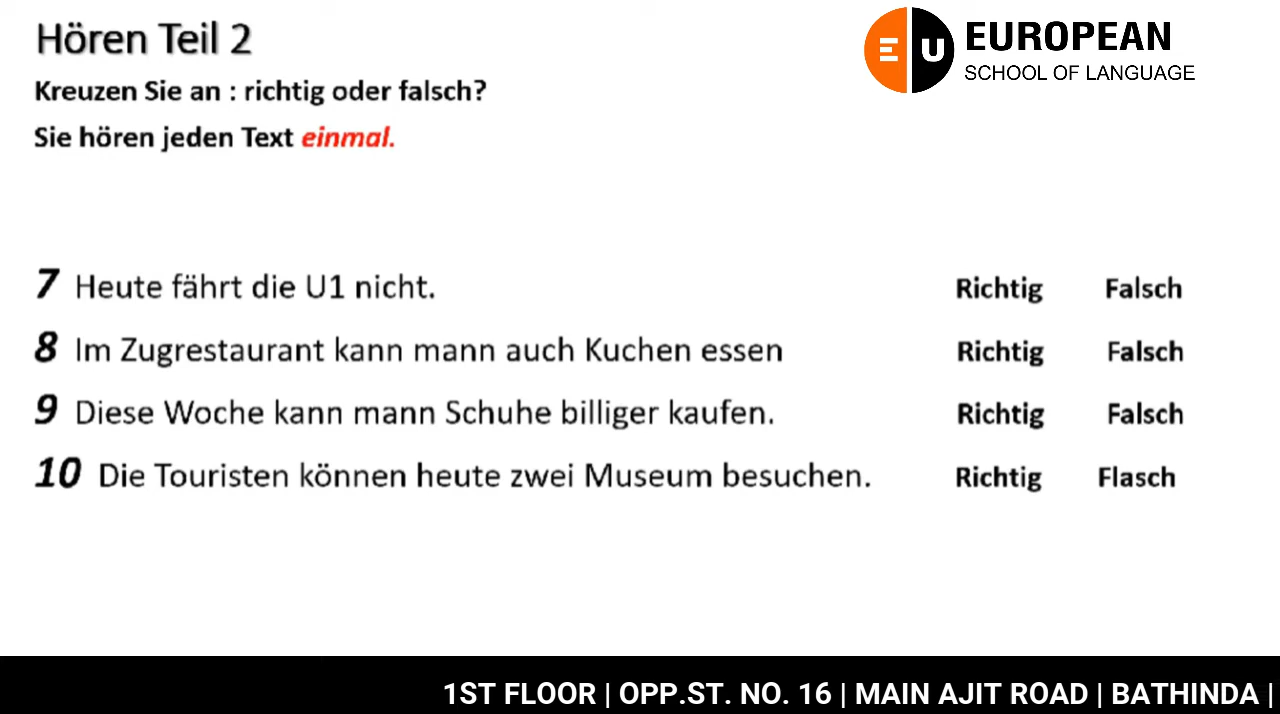 Hören Teil 2
EU EUROPEAN
SCHOOL OF LANGUAGE
Kreuzen Sie an : richtig oder falsch?
Sie hören jeden Text einmal.
7 Heute fährt die U1 nicht. Richtig Falsch
8 Im Zugrestaurant kann mann auch Kuchen essen Richtig Falsch
9 Diese Woche kann mann Schuhe billiger kaufen. Richtig Falsch
10 Die Touristen können heute zwei Museum besuchen. Richtig Flasch
1ST FLOOR | OPP.ST. NO. 16 | MAIN AJIT ROAD | BATHINDA |